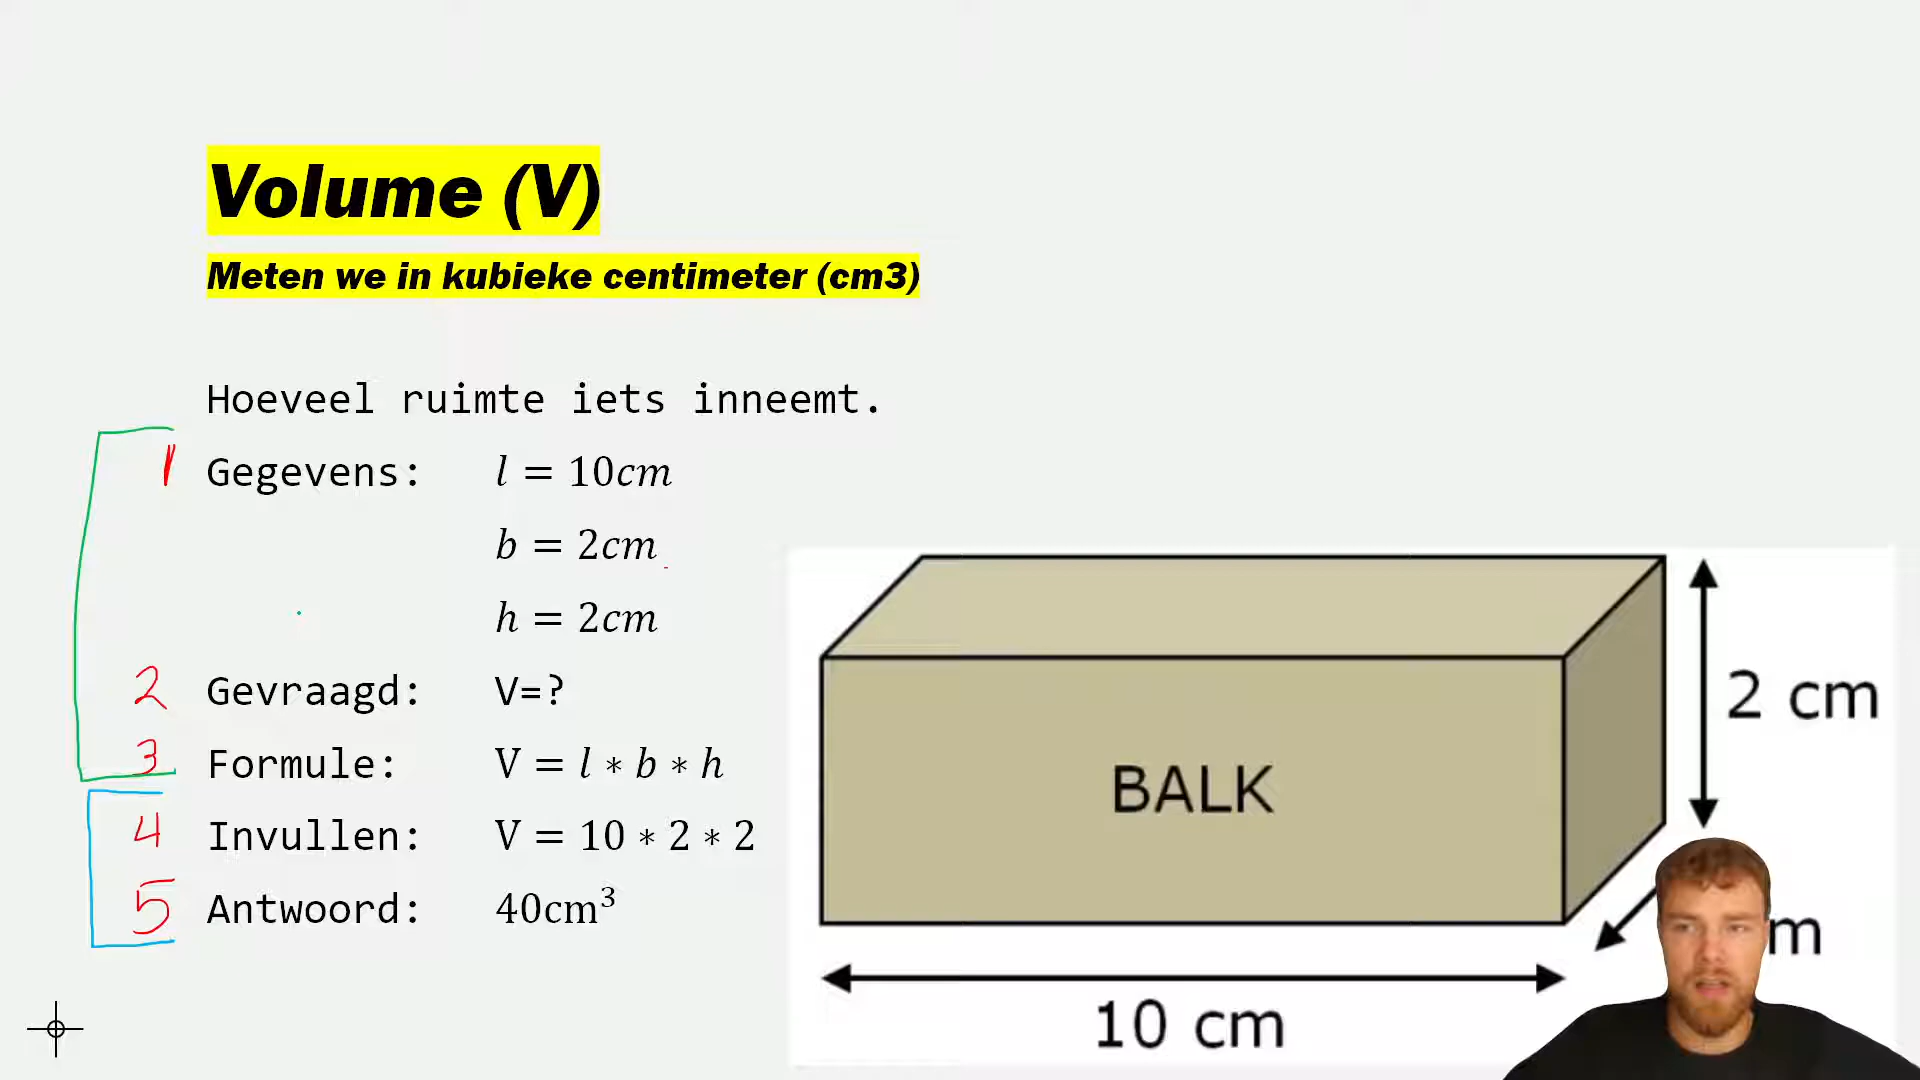 Volume (V)
Meten we in kubieke centimeter (cm3)
Hoeveel ruimte iets inneemt.
1 Gegevens: l = 10cm
b = 2cm
h = 2cm
2 Gevraagd: V=?
3 Formule: V = l * b * h
4 Invullen: V = 10 * 2 * 2
5 Antwoord: 40cm³
BALK
2 cm
m
10 cm